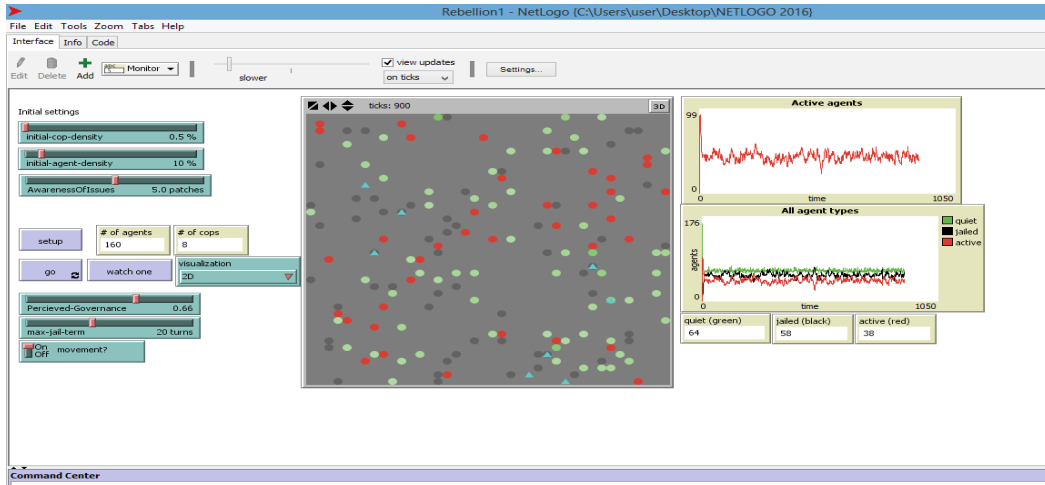 Rebellion1 - NetLogo {C:\Users\user\Desktop\NETLOGO 2016}
File Edit Tools Zoom Tabs Help
Interface Info Code
Edit Delete Add
abc Monitor
slower
view updates
on ticks
Settings...
Initial settings
initial-cop-density 0.5 %
initial-agent-density 10 %
AwarenessOfIssues 5.0 patches
setup
# of agents
160
# of cops
8
go
watch one
visualization
2D
Percieved-Governance 0.66
max-jail-term 20 turns
On
Off
movement?
ticks: 900
3D
Active agents
99
0
0 time 1050
All agent types
176
agents
0
0 time 1050
quiet
jailed
active
quiet (green)
64
jailed (black)
58
active (red)
38
Command Center